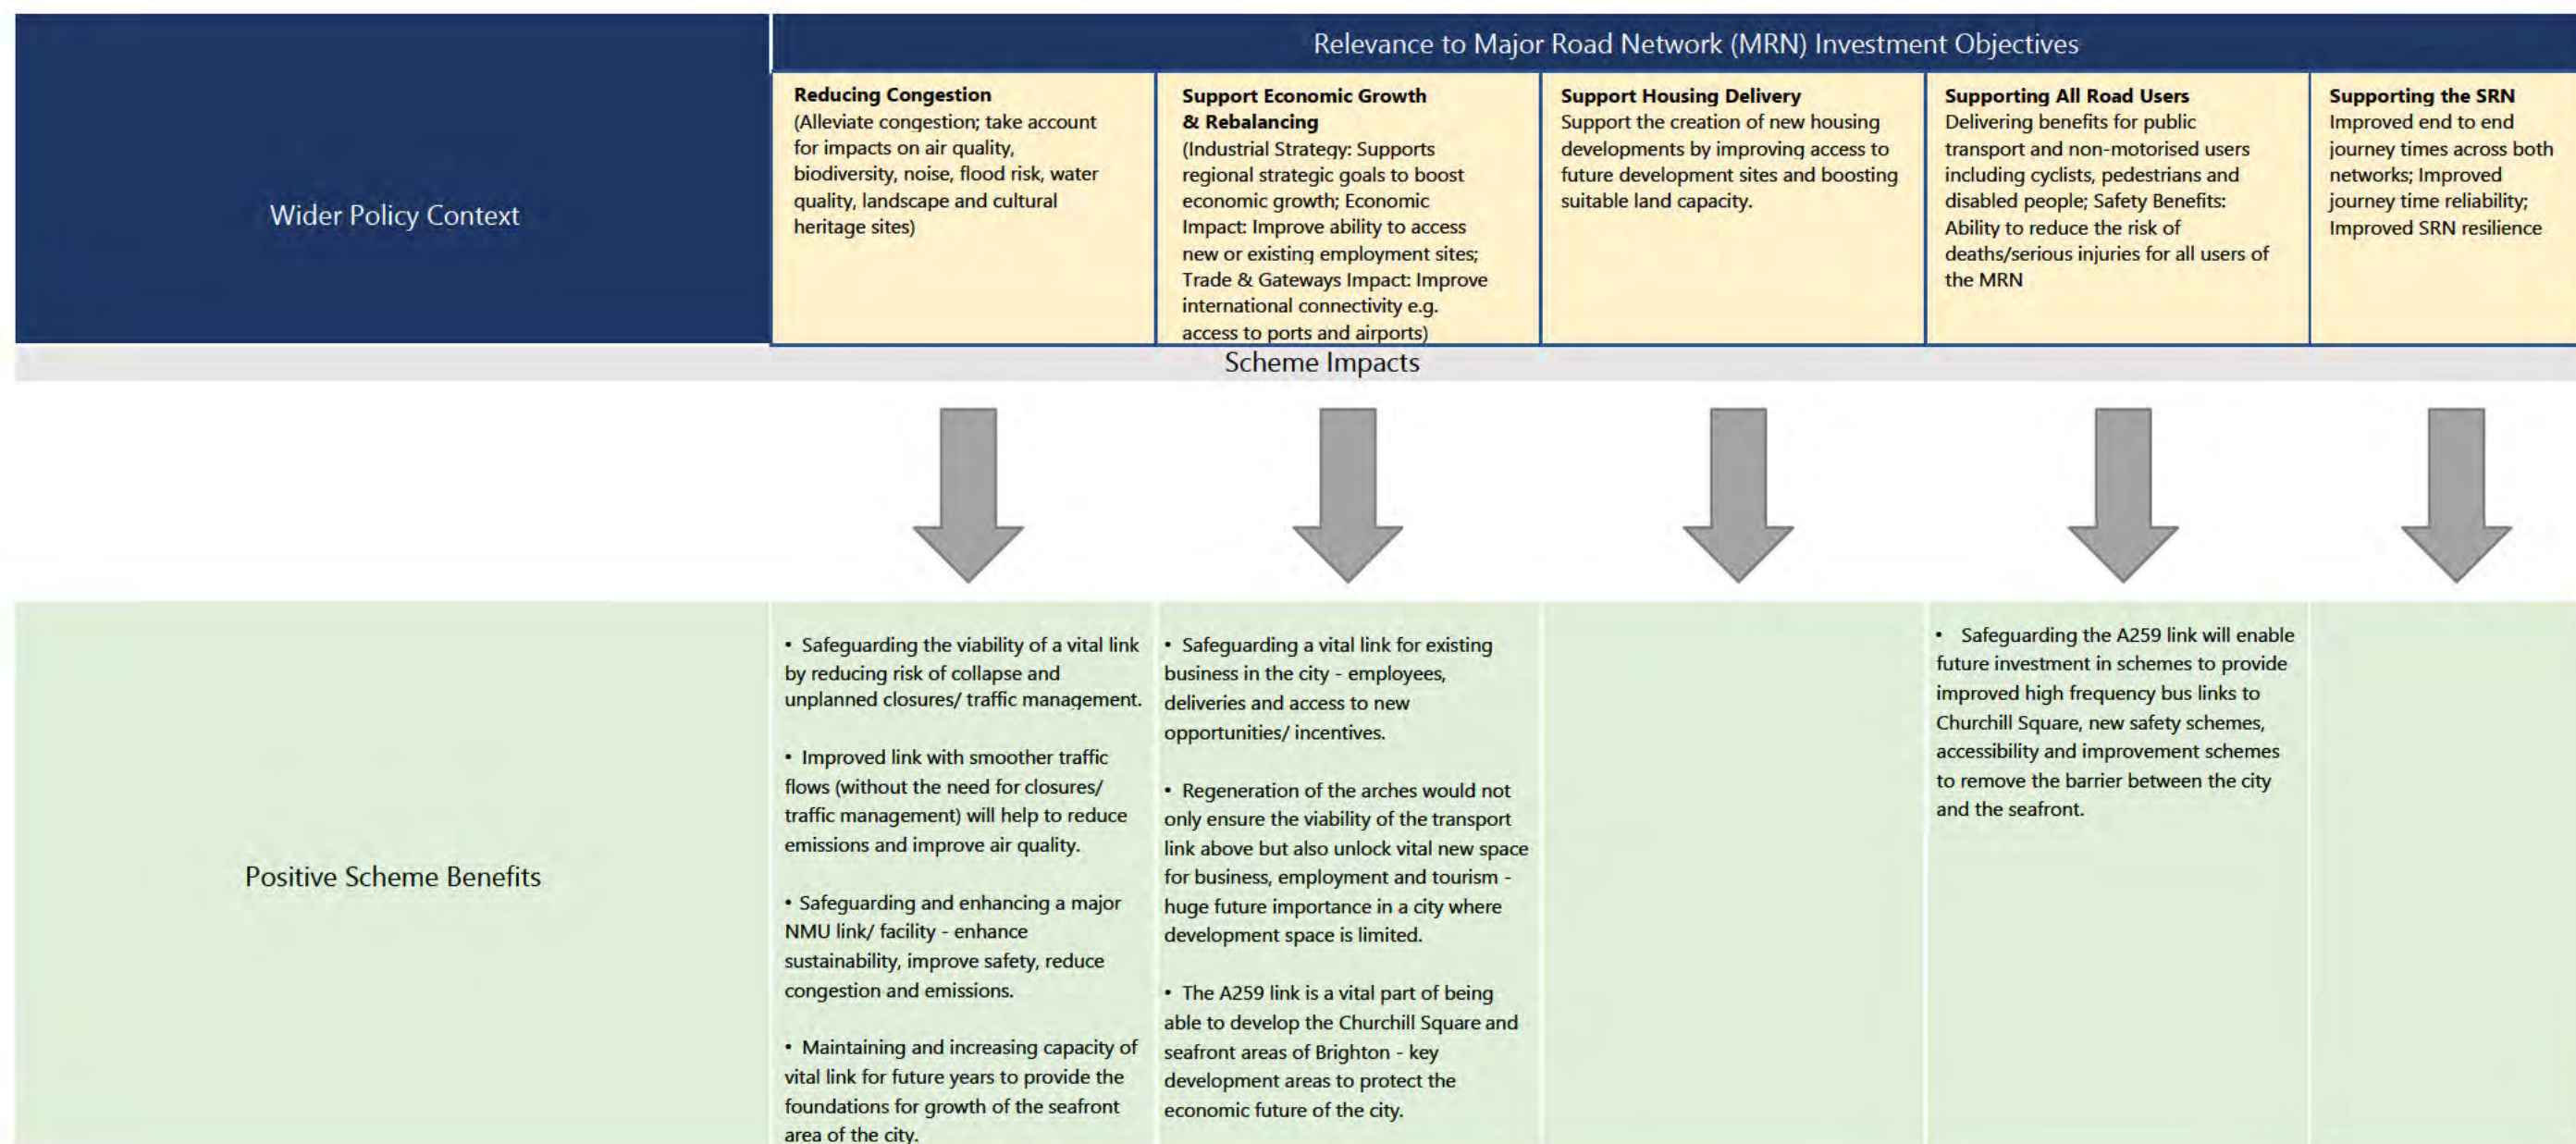 Relevance to Major Road Network (MRN) Investment Objectives
Wider Policy Context
Reducing Congestion
(Alleviate congestion; take account
for impacts on air quality,
biodiversity, noise, flood risk, water
quality, landscape and cultural
heritage sites)
Support Economic Growth
& Rebalancing
(Industrial Strategy: Supports
regional strategic goals to boost
economic growth; Economic
Impact: Improve ability to access
new or existing employment sites;
Trade & Gateways Impact: Improve
international connectivity e.g.
access to ports and airports)
Support Housing Delivery
Support the creation of new housing
developments by improving access to
future development sites and boosting
suitable land capacity.
Supporting All Road Users
Delivering benefits for public
transport and non-motorised users
including cyclists, pedestrians and
disabled people; Safety Benefits:
Ability to reduce the risk of
deaths/serious injuries for all users of
the MRN
Supporting the SRN
Improved end to end
journey times across both
networks; Improved
journey time reliability;
Improved SRN resilience
Scheme Impacts
Positive Scheme Benefits
• Safeguarding the viability of a vital link
by reducing risk of collapse and
unplanned closures/ traffic management.
• Improved link with smoother traffic
flows (without the need for closures/
traffic management) will help to reduce
emissions and improve air quality.
• Safeguarding and enhancing a major
NMU link/ facility - enhance
sustainability, improve safety, reduce
congestion and emissions.
• Maintaining and increasing capacity of
vital link for future years to provide the
foundations for growth of the seafront
area of the city.
• Safeguarding a vital link for existing
business in the city - employees,
deliveries and access to new
opportunities/ incentives.
• Regeneration of the arches would not
only ensure the viability of the transport
link above but also unlock vital new space
for business, employment and tourism -
huge future importance in a city where
development space is limited.
• The A259 link is a vital part of being
able to develop the Churchill Square and
seafront areas of Brighton - key
development areas to protect the
economic future of the city.
• Safeguarding the A259 link will enable
future investment in schemes to provide
improved high frequency bus links to
Churchill Square, new safety schemes,
accessibility and improvement schemes
to remove the barrier between the city
and the seafront.